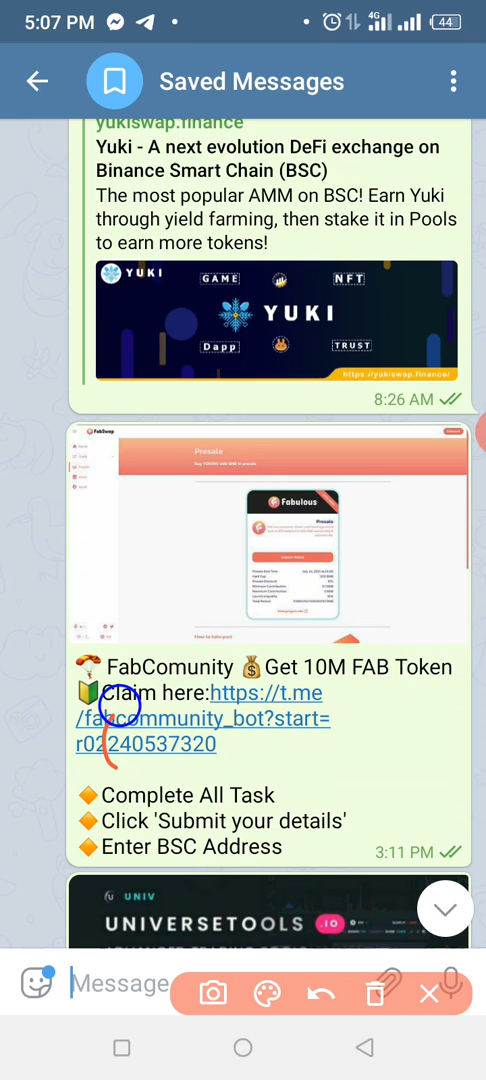 5:07 PM
4G
44
Saved Messages
yukiswap.finance
Yuki - A next evolution DeFi exchange on
Binance Smart Chain (BSC)
The most popular AMM on BSC! Earn Yuki
through yield farming, then stake it in Pools
to earn more tokens!
YUKI
GAME
NFT
YUKI
Dapp
TRUST
https://yukiswap.finance/
8:26 AM
FabSwap
Presale
Fabulous
Presale
FabComunity 💰Get 10M FAB Token
Claim here:https://t.me
/fabcommunity_bot?start=
r02240537320
🔶Complete All Task
🔶Click 'Submit your details'
🔶Enter BSC Address
3:11 PM
UNIV
UNIVERSETOOLS .IO
Message